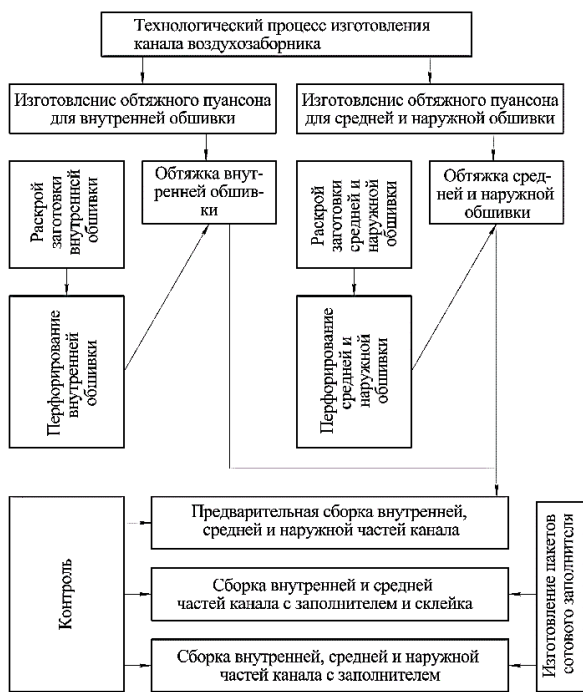 Технологический процесс изготовления
канала воздухозаборника
Изготовление обтяжного пуансона
для внутренней обшивки
Изготовление обтяжного пуансона
для средней и наружной обшивки
Раскрой
заготовки
внутренней
обшивки
Обтяжка внут-
ренней обшив-
ки
Раскрой
заготовки
средней и
наружной
обшивки
Обтяжка сред-
ней и наружной
обшивки
Перфорирование
внутренней
обшивки
Перфорирование
средней и
наружной
обшивки
Контроль
Предварительная сборка внутренней,
средней и наружной частей канала
Сборка внутренней и средней
частей канала с заполнителем и склейка
Сборка внутренней, средней и наружной
частей канала с заполнителем
Изготовление пакетов
сотового заполнителя